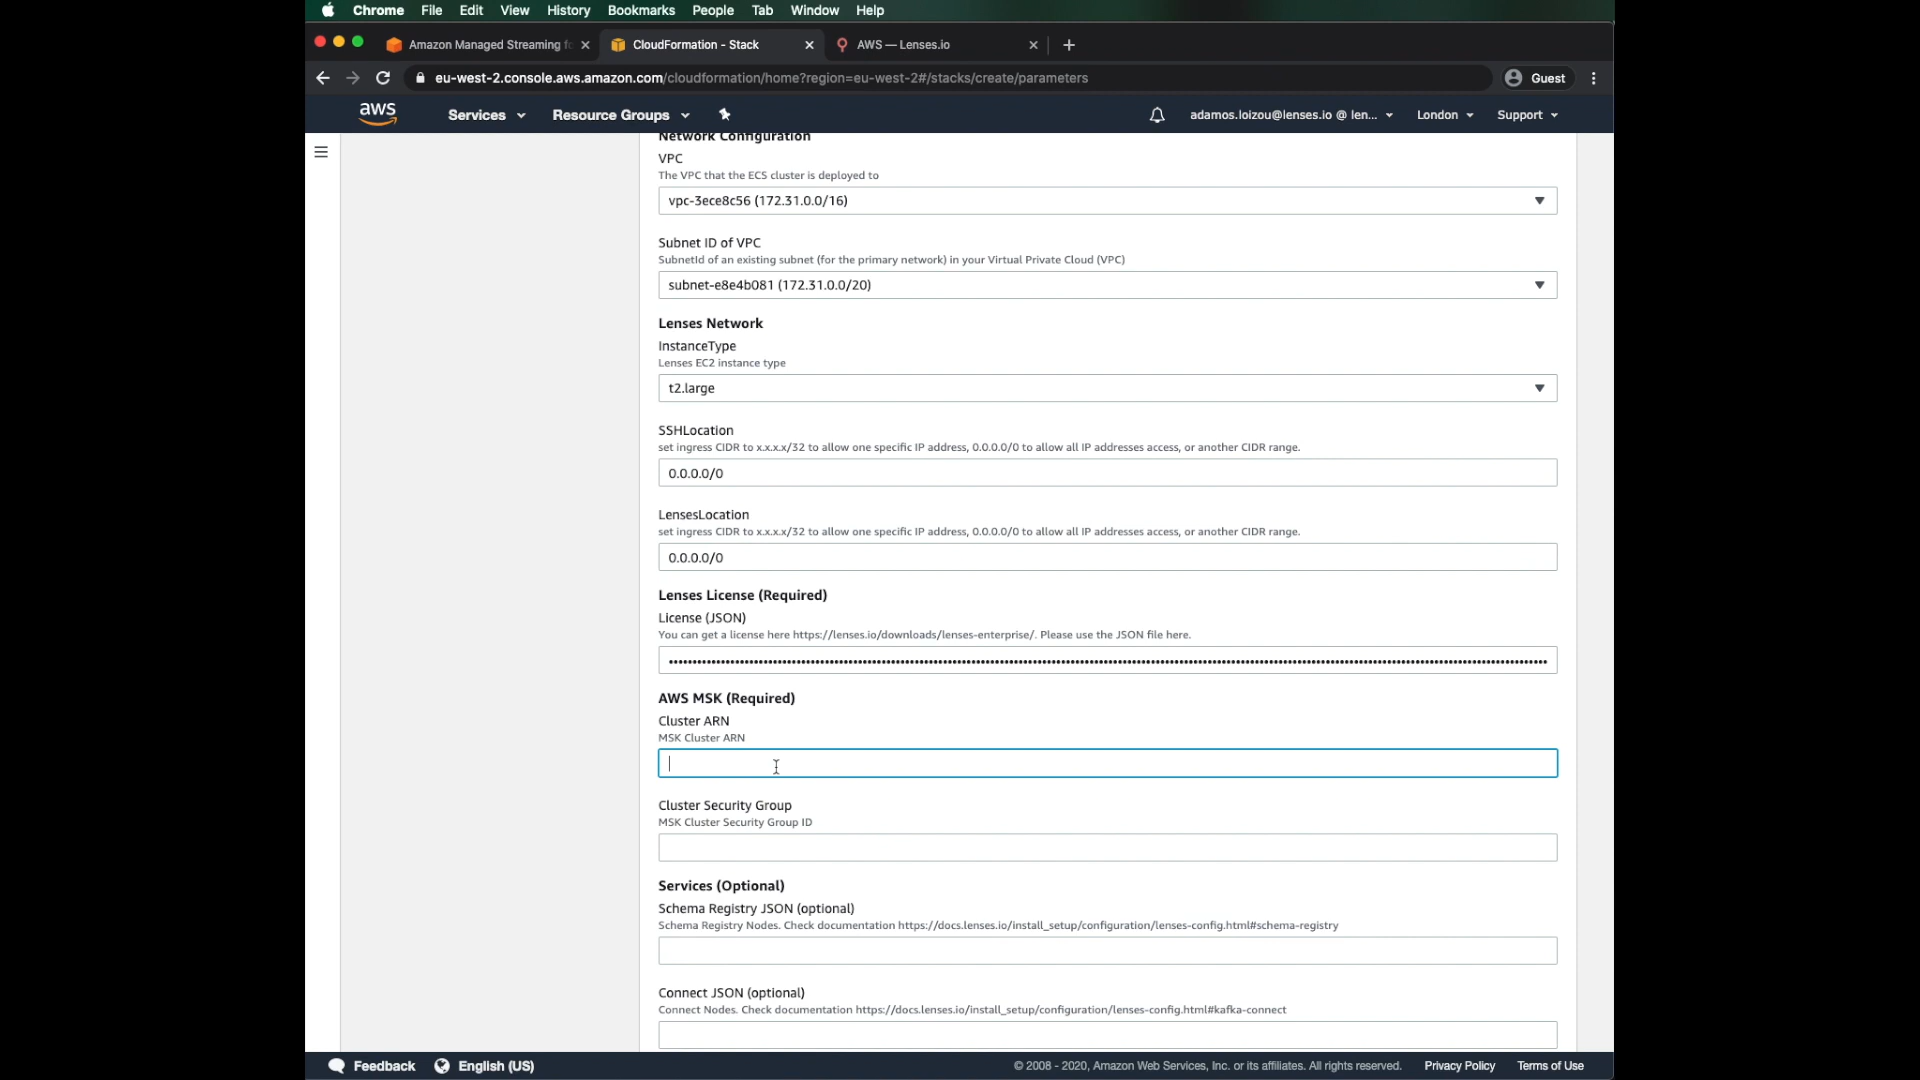 Chrome File Edit View History Bookmarks People Tab Window Help
Amazon Managed Streaming fo
CloudFormation - Stack
AWS — Lenses.io
eu-west-2.console.aws.amazon.com/cloudformation/home?region=eu-west-2#/stacks/create/parameters
Guest
aws
Services
Resource Groups
adamos.loizou@lenses.io @ len...
London
Support
Network Configuration
VPC
The VPC that the ECS cluster is deployed to
vpc-3ece8c56 (172.31.0.0/16)
Subnet ID of VPC
SubnetId of an existing subnet (for the primary network) in your Virtual Private Cloud (VPC)
subnet-e8e4b081 (172.31.0.0/20)
Lenses Network
InstanceType
Lenses EC2 instance type
t2.large
SSHLocation
set ingress CIDR to x.x.x.x/32 to allow one specific IP address, 0.0.0.0/0 to allow all IP addresses access, or another CIDR range.
0.0.0.0/0
LensesLocation
set ingress CIDR to x.x.x.x/32 to allow one specific IP address, 0.0.0.0/0 to allow all IP addresses access, or another CIDR range.
0.0.0.0/0
Lenses License (Required)
License (JSON)
You can get a license here https://lenses.io/downloads/lenses-enterprise/. Please use the JSON file here.
AWS MSK (Required)
Cluster ARN
MSK Cluster ARN
Cluster Security Group
MSK Cluster Security Group ID
Services (Optional)
Schema Registry JSON (optional)
Schema Registry Nodes. Check documentation https://docs.lenses.io/install_setup/configuration/lenses-config.html#schema-registry
Connect JSON (optional)
Connect Nodes. Check documentation https://docs.lenses.io/install_setup/configuration/lenses-config.html#kafka-connect
Feedback
English (US)
© 2008 - 2020, Amazon Web Services, Inc. or its affiliates. All rights reserved.
Privacy Policy
Terms of Use